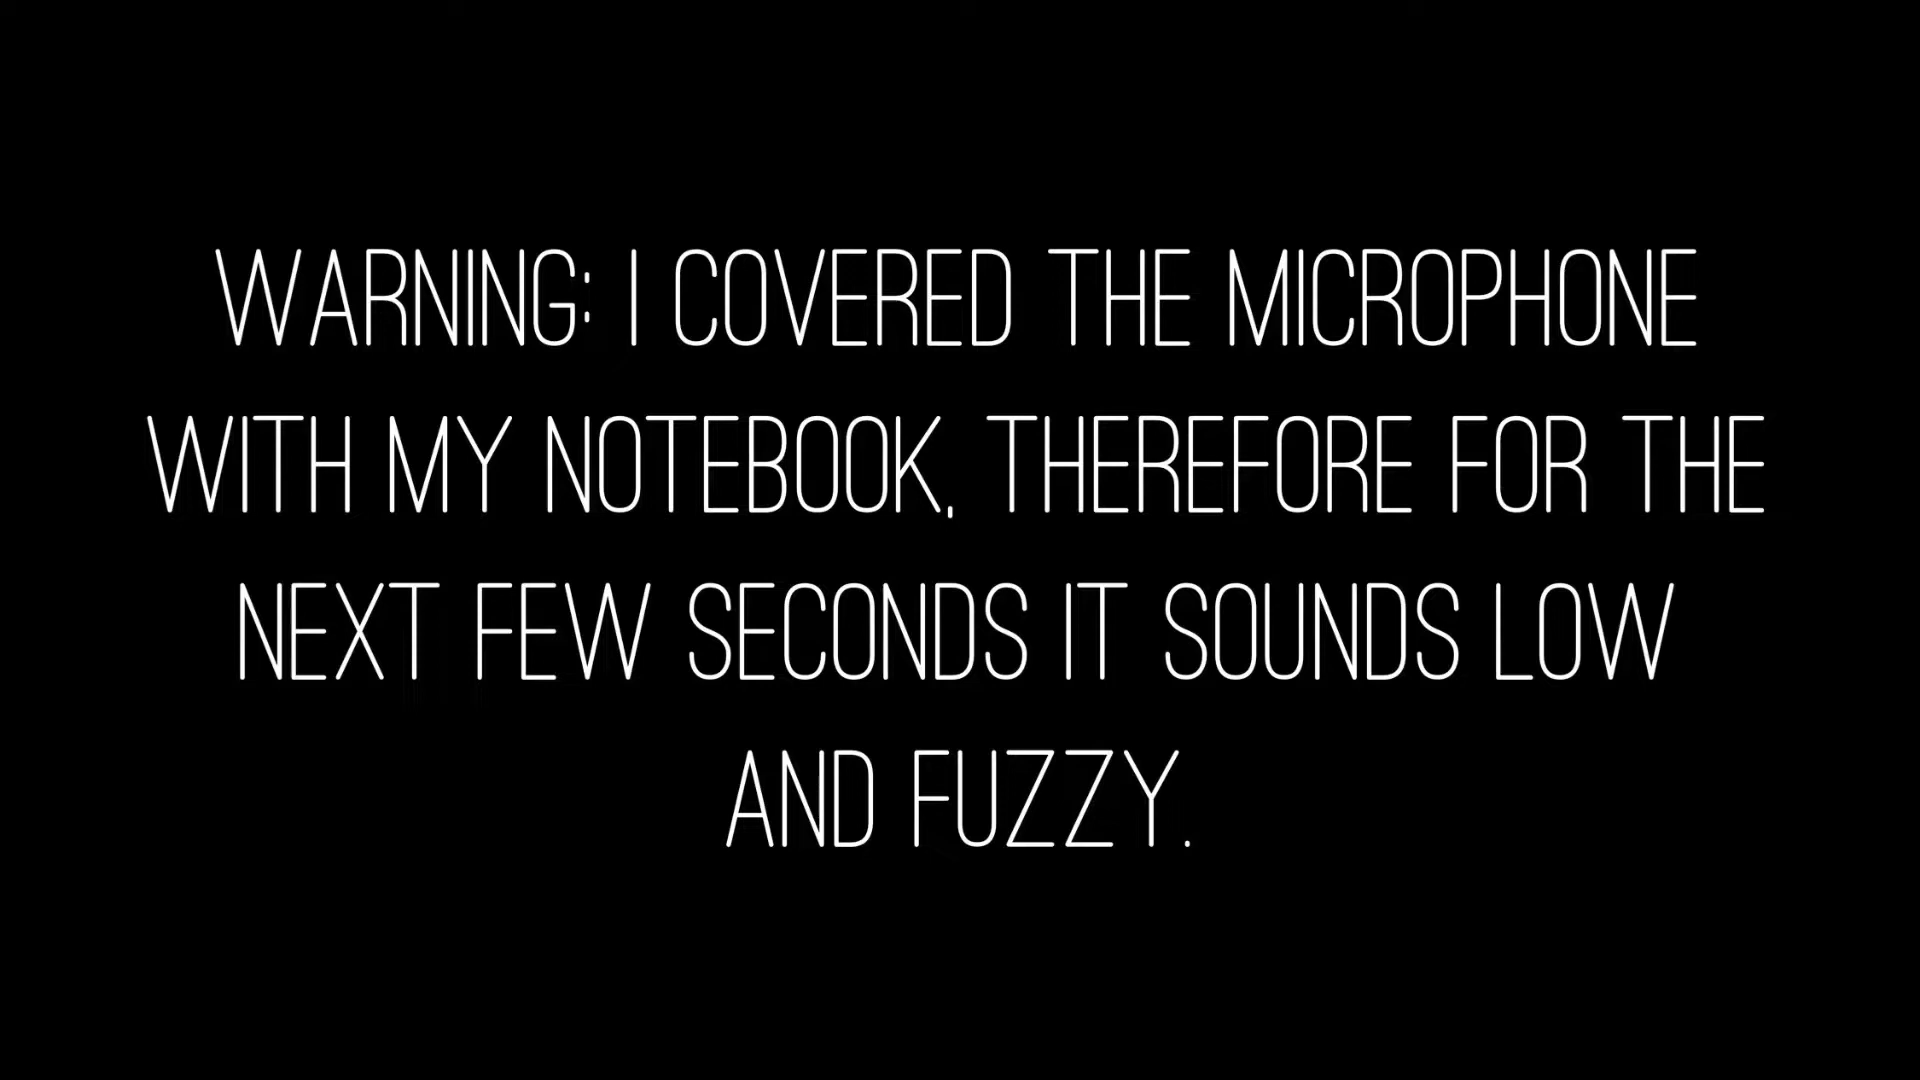 WARNING: I COVERED THE MICROPHONE
WITH MY NOTEBOOK, THEREFORE FOR THE
NEXT FEW SECONDS IT SOUNDS LOW
AND FUZZY.